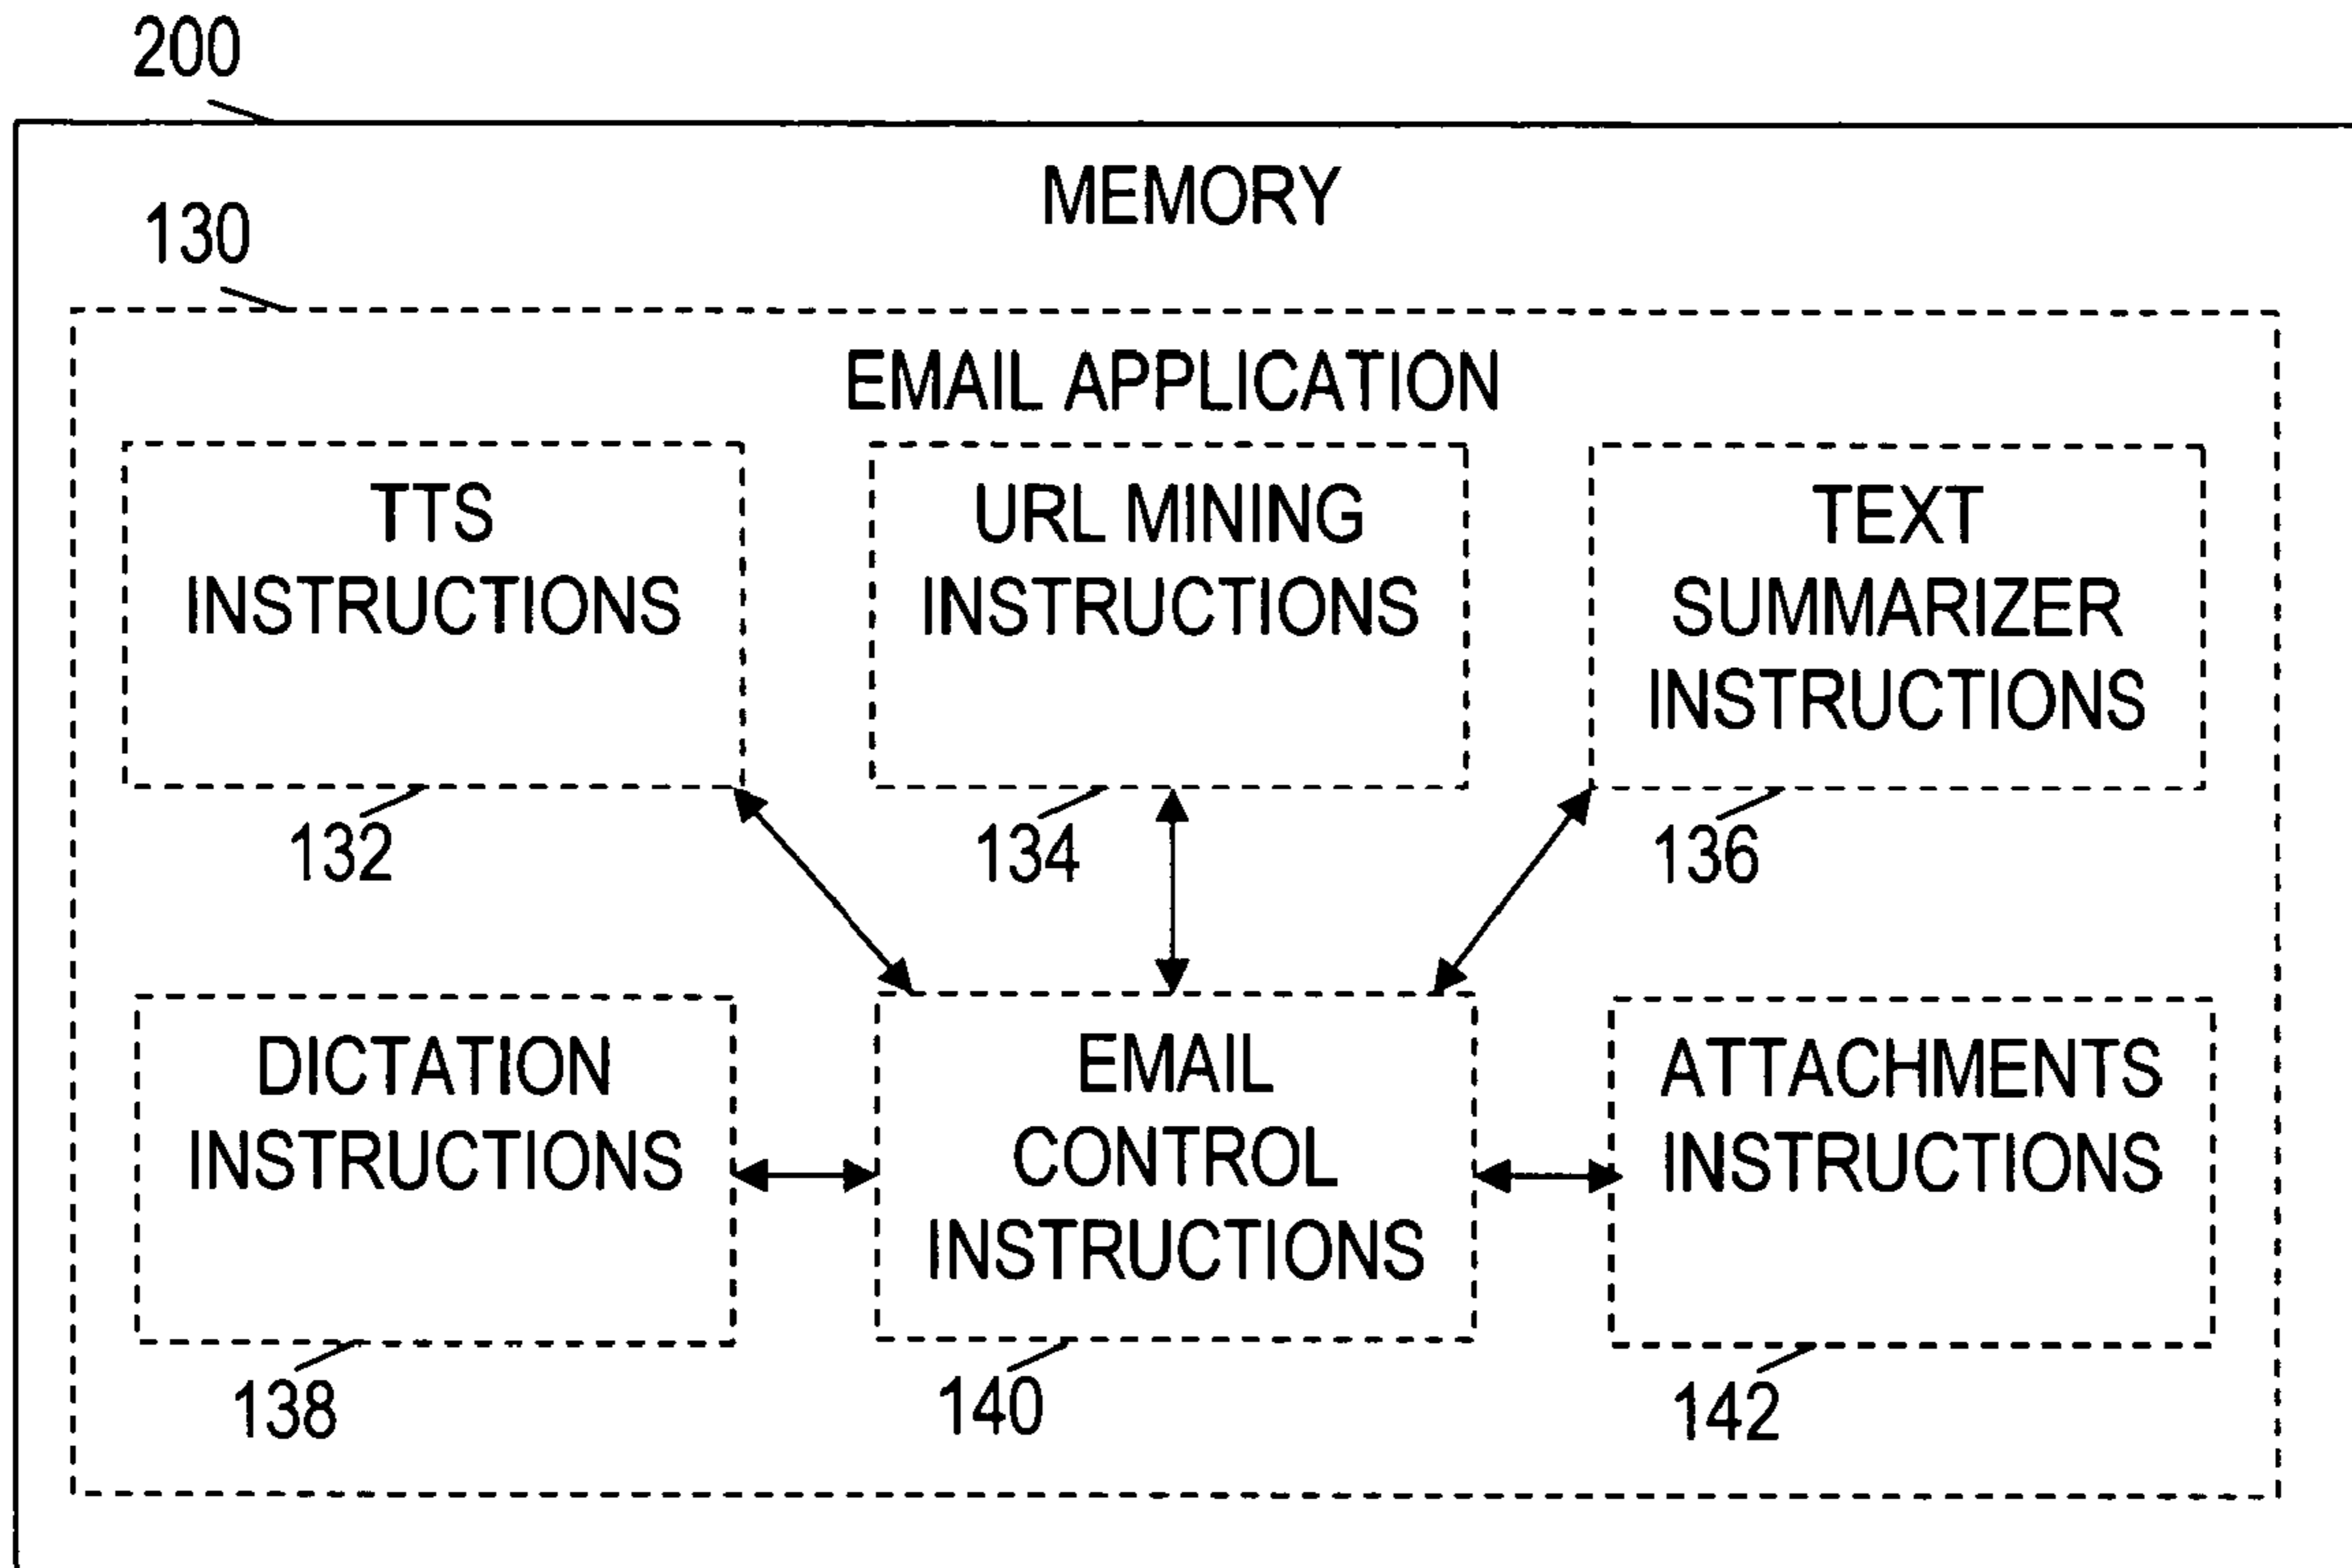 200
MEMORY
130
EMAIL APPLICATION
TTS
INSTRUCTIONS
132
URL MINING
INSTRUCTIONS
134
TEXT
SUMMARIZER
INSTRUCTIONS
136
DICTATION
INSTRUCTIONS
138
EMAIL
CONTROL
INSTRUCTIONS
140
ATTACHMENTS
INSTRUCTIONS
142